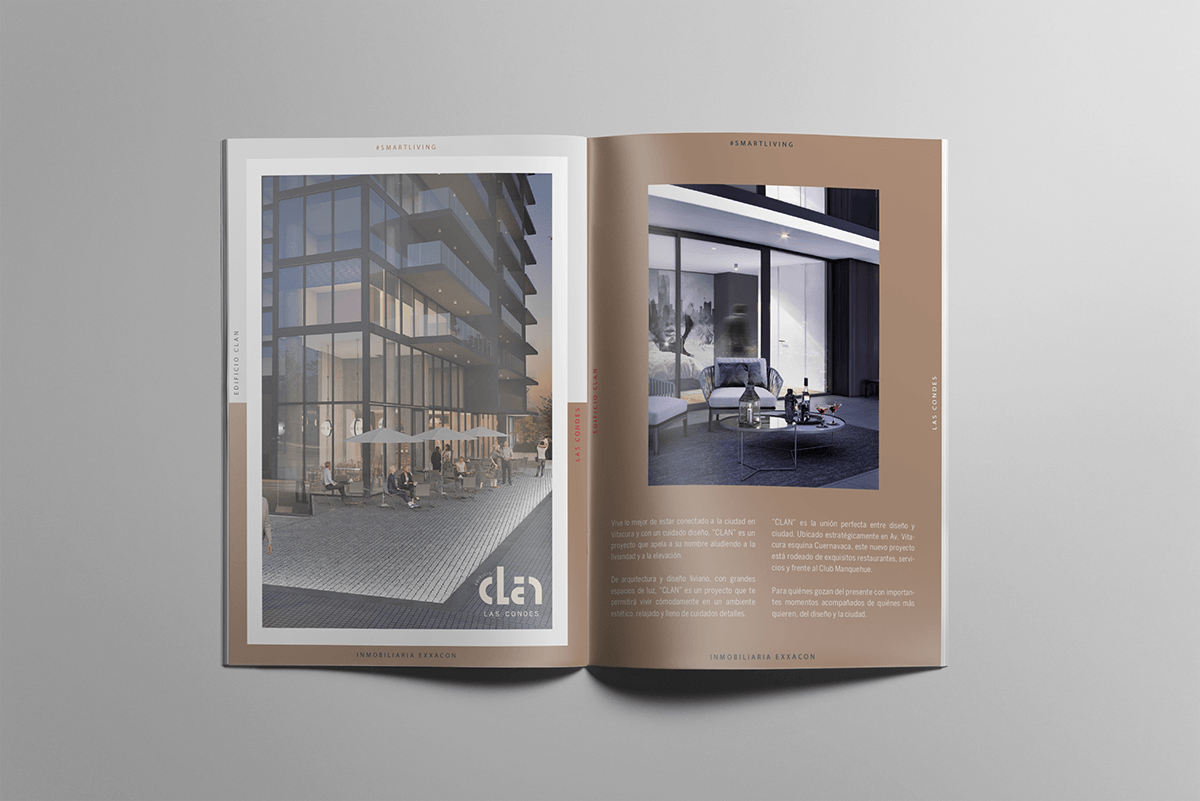 #SMARTLIVING
EDIFICIO CLAN
LAS CONDES
clan
LAS CONDES
INMOBILIARIA EXXACON
#SMARTLIVING
EDIFICIO CLAN
LAS CONDES
Vive lo mejor de estar conectado a la ciudad en
Vitacura y con un cuidado diseño, "CLAN" es un
proyecto que apela a su nombre aludiendo a la
liviandad y a la elevación.
De arquitectura y diseño liviano, con grandes
espacios de luz, "CLAN" es un proyecto que te
permitirá vivir cómodamente en un ambiente
estético, relajado y lleno de cuidados detalles.
"CLAN" es la unión perfecta entre diseño y
ciudad. Ubicado estratégicamente en Av. Vita-
cura esquina Cuernavaca, este nuevo proyecto
está rodeado de exquisitos restaurantes, servi-
cios y frente al Club Manquehue.
Para quiénes gozan del presente con importan-
tes momentos acompañados de quiénes más
quieren, del diseño y la ciudad.
INMOBILIARIA EXXACON